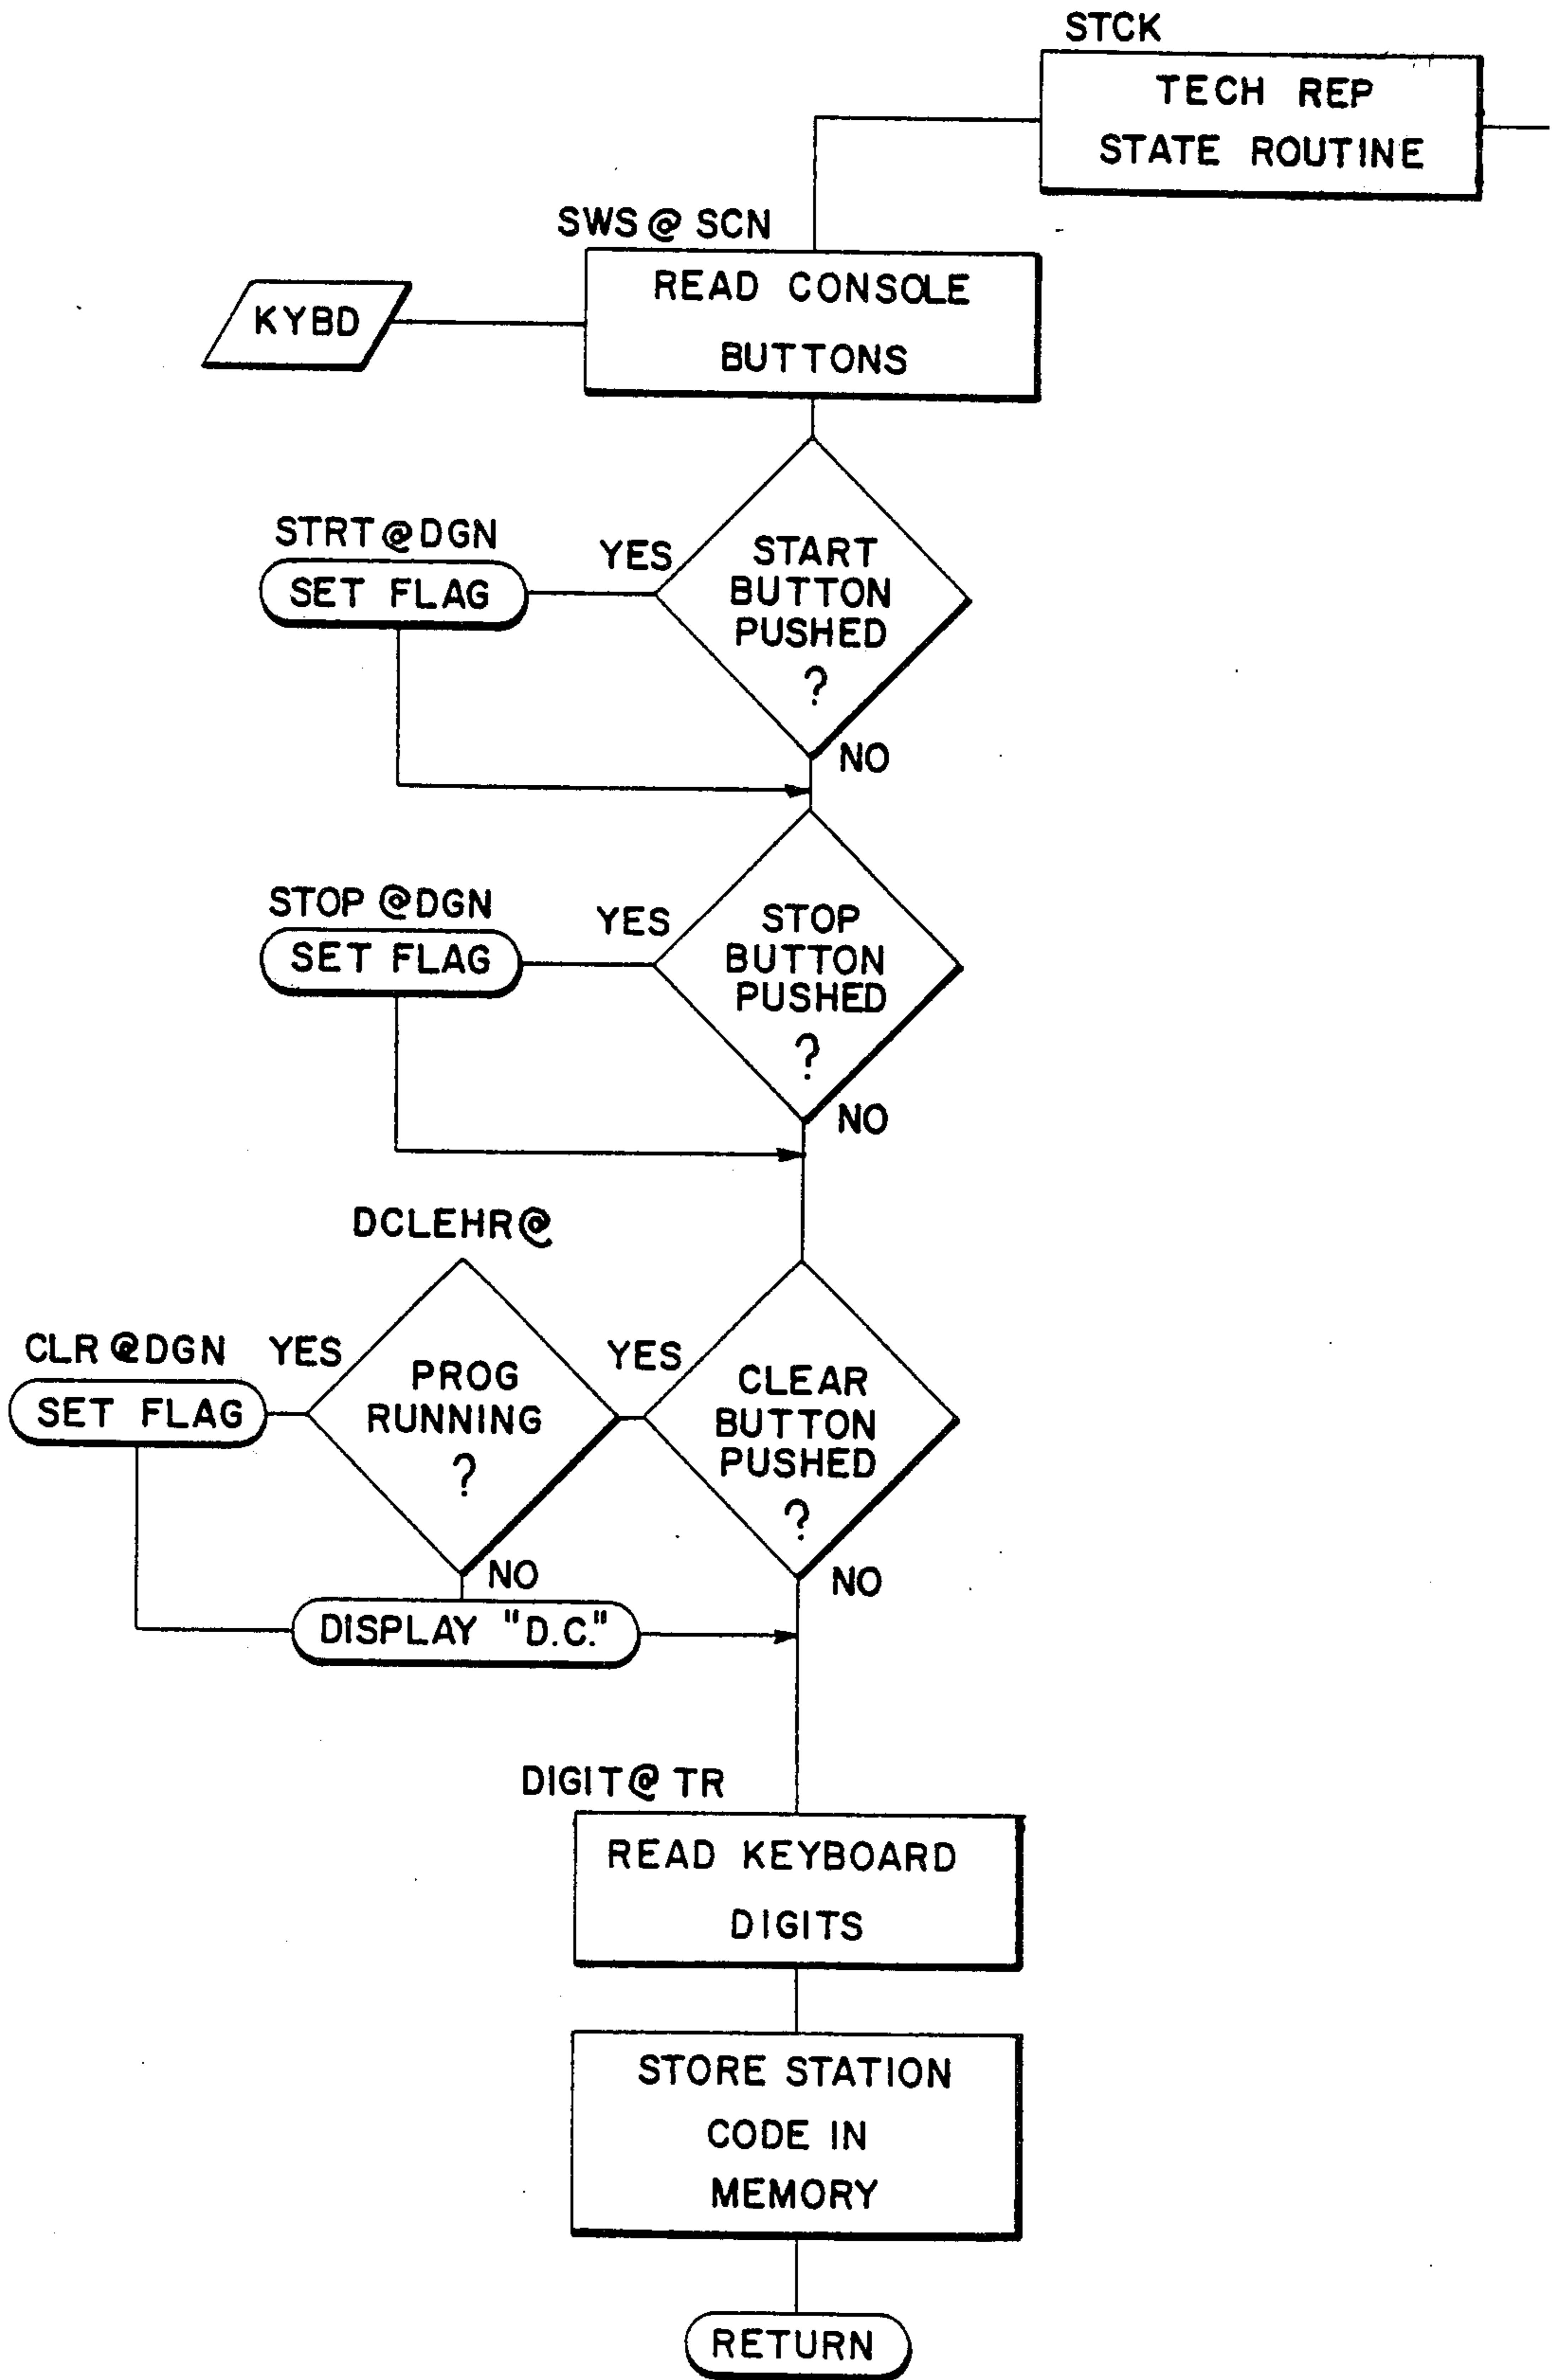 STCK
TECH REP
STATE ROUTINE
SWS @ SCN
READ CONSOLE
BUTTONS
KYBD
STRT @ DGN
YES
SET FLAG
START
BUTTON
PUSHED
?
NO
STOP @DGN
YES
SET FLAG
STOP
BUTTON
PUSHED
?
NO
DCLEHR@
CLR @DGN
YES
SET FLAG
PROG
RUNNING
?
YES
CLEAR
BUTTON
PUSHED
?
NO
NO
DISPLAY "D.C."
DIGIT@ TR
READ KEYBOARD
DIGITS
STORE STATION
CODE IN
MEMORY
RETURN